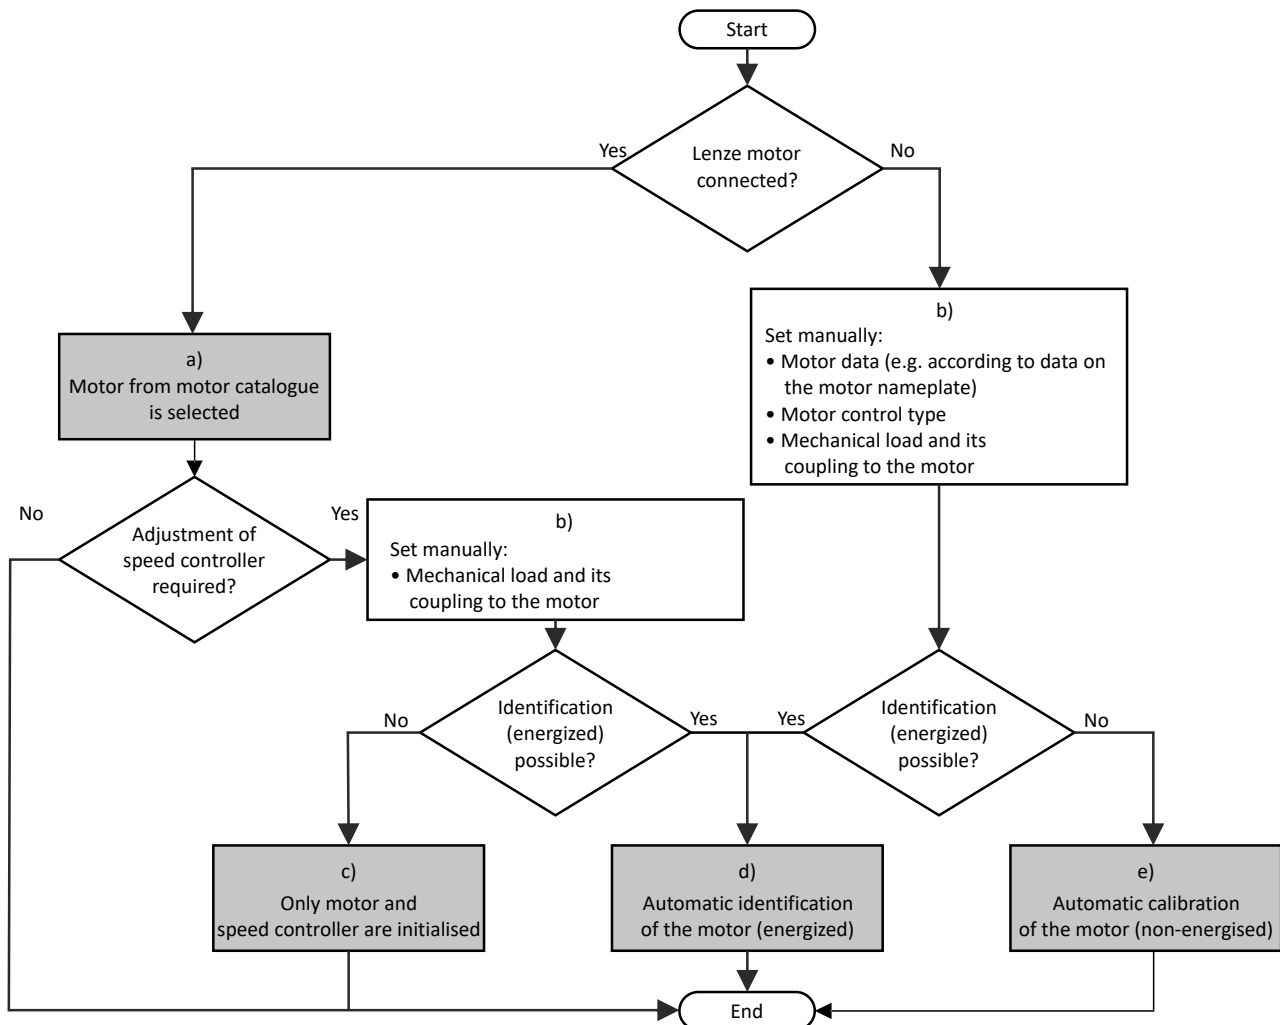 Start
Lenze motor
connected?
Yes
No
a)
Motor from motor catalogue
is selected
b)
Set manually:
• Motor data (e.g. according to data on
the motor nameplate)
• Motor control type
• Mechanical load and its
coupling to the motor
No
Adjustment of
speed controller
required?
Yes
b)
Set manually:
• Mechanical load and its
coupling to the motor
No
Identification
(energized)
possible?
Yes
Yes
Identification
(energized)
possible?
No
c)
Only motor and
speed controller are initialised
d)
Automatic identification
of the motor (energized)
e)
Automatic calibration
of the motor (non-energised)
End